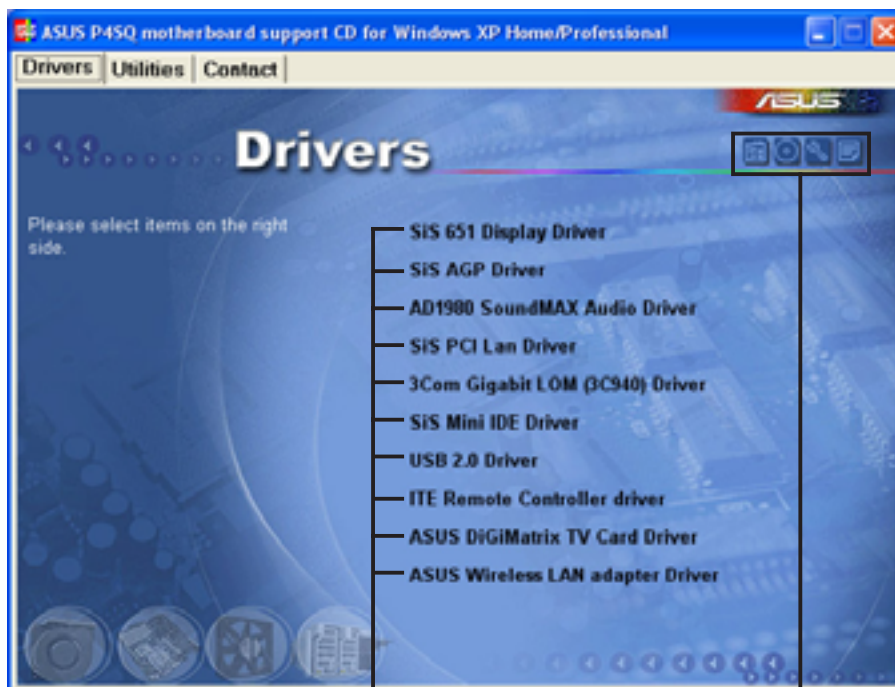 ASUS P4SQ motherboard support CD for Windows XP Home/Professional
Drivers Utilities Contact
ASUS
Drivers
Please select items on the right
side.
SiS 651 Display Driver
SiS AGP Driver
AD1980 SoundMAX Audio Driver
SiS PCI Lan Driver
3Com Gigabit LOM (3C940) Driver
SiS Mini IDE Driver
USB 2.0 Driver
ITE Remote Controller driver
ASUS DiGiMatrix TV Card Driver
ASUS Wireless LAN adapter Driver